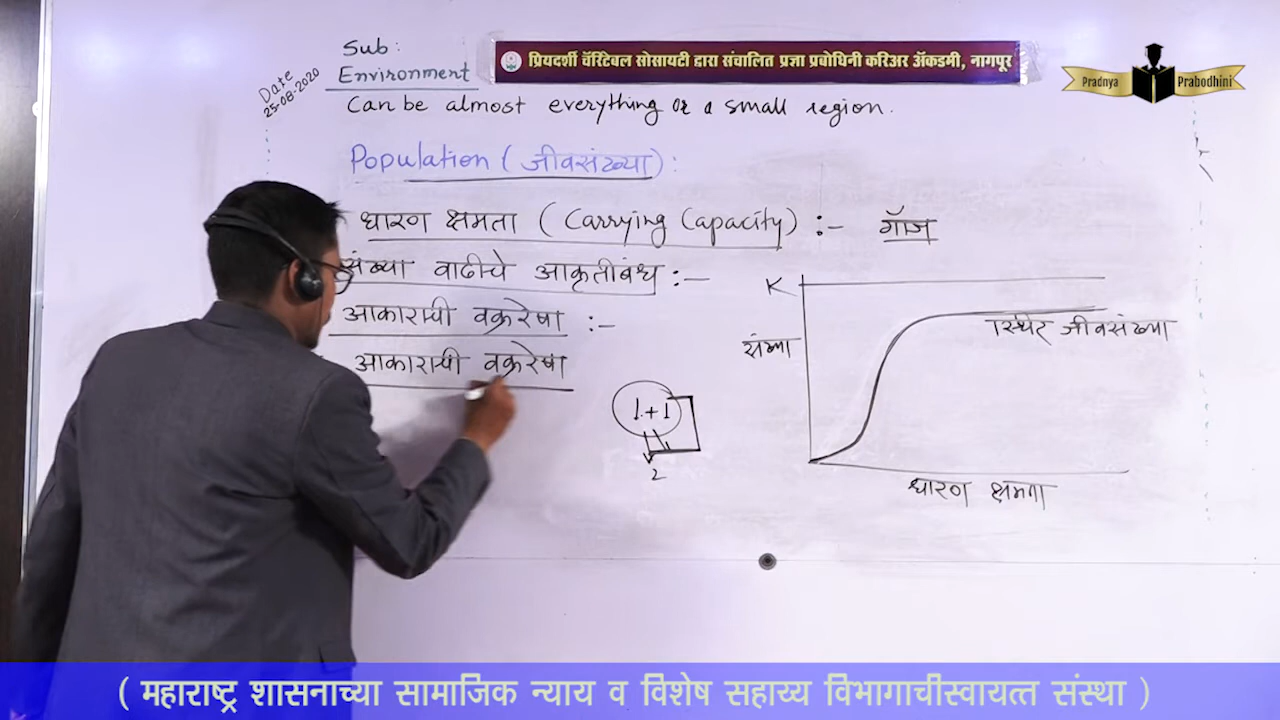 Sub:
Environment
Date
25-08-2020
प्रियदर्शी चॅरिटेबल सोसायटी द्वारा संचालित प्रज्ञा प्रबोधिनी करिअर अ‍ॅकडमी, नागपूर
Pradnya Prabodhini
Can be almost everything or a small region.
Population (जीवसंख्या):
धारण क्षमता (Carrying Capacity) :- गॉज
संख्या वाढीचे आकृतीबंध :-
आकाराची वक्ररेषा :-
आकाराची वक्ररेषा
K
संख्या
स्थिर जीवसंख्या
धारण क्षमता
1+1
2
( महाराष्ट्र शासनाच्या सामाजिक न्याय व विशेष सहाय्य विभागाचीस्वायत्त संस्था )